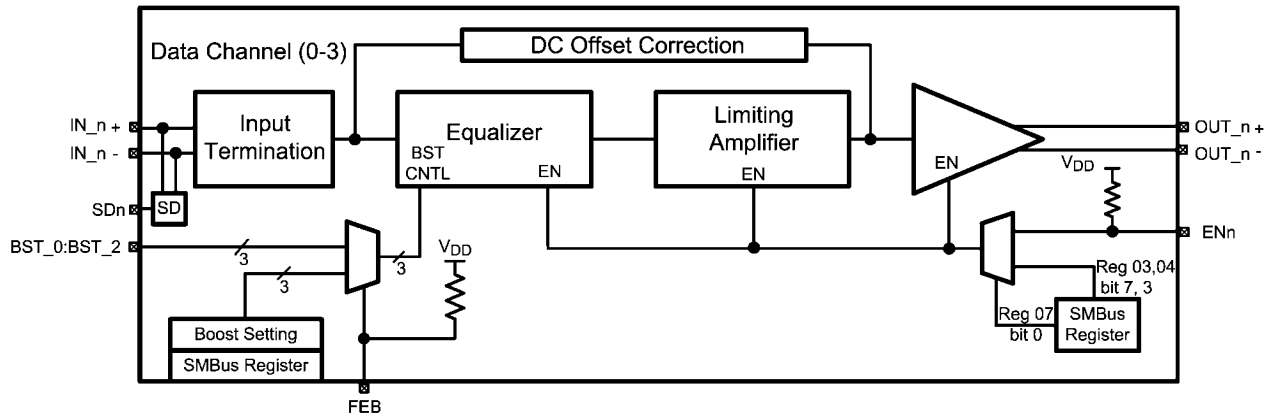 Data Channel (0-3)
DC Offset Correction
IN_n +
IN_n -
Input
Termination
Equalizer
BST
CNTL
EN
Limiting
Amplifier
EN
EN
OUT_n +
OUT_n -
SDn
SD
VDD
BST_0:BST_2
3
3
3
VDD
ENn
Reg 03,04
bit 7, 3
Reg 07
bit 0
SMBus
Register
Boost Setting
SMBus Register
FEB